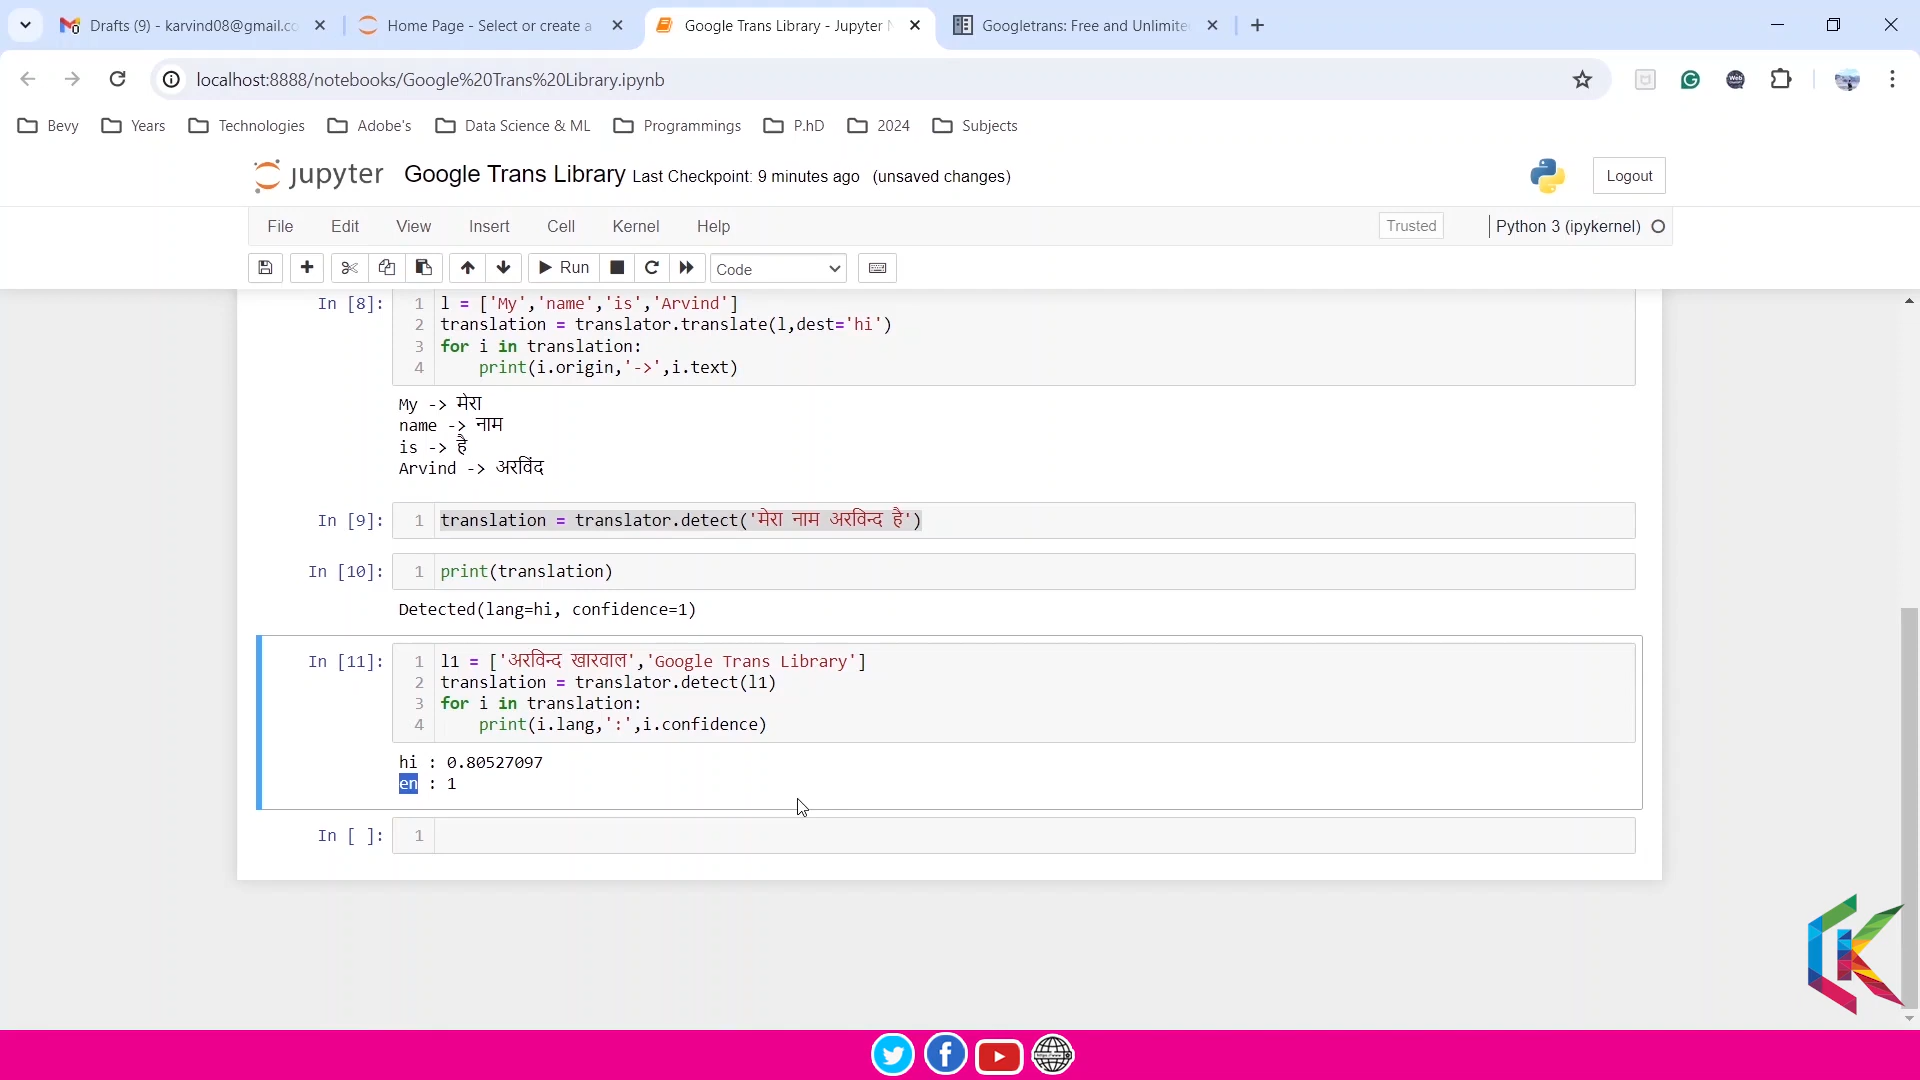 Drafts (9) - karvind08@gmail.co
Home Page - Select or create a
Google Trans Library - Jupyter N
Googletrans: Free and Unlimite
localhost:8888/notebooks/Google%20Trans%20Library.ipynb
Bevy Years Technologies Adobe's Data Science & ML Programmings P.hD 2024 Subjects
jupyter Google Trans Library Last Checkpoint: 9 minutes ago (unsaved changes)
Logout
File Edit View Insert Cell Kernel Help Trusted Python 3 (ipykernel)
Run Code
In [8]: 1 l = ['My','name','is','Arvind']
2 translation = translator.translate(l,dest='hi')
3 for i in translation:
4 print(i.origin,'->',i.text)
My -> मेरा
name -> नाम
is -> है
Arvind -> अरविंद
In [9]: 1 translation = translator.detect('मेरा नाम अरविन्द है')
In [10]: 1 print(translation)
Detected(lang=hi, confidence=1)
In [11]: 1 l1 = ['अरविन्द खारवाल','Google Trans Library']
2 translation = translator.detect(l1)
3 for i in translation:
4 print(i.lang,':',i.confidence)
hi : 0.80527097
en : 1
In [ ]: 1